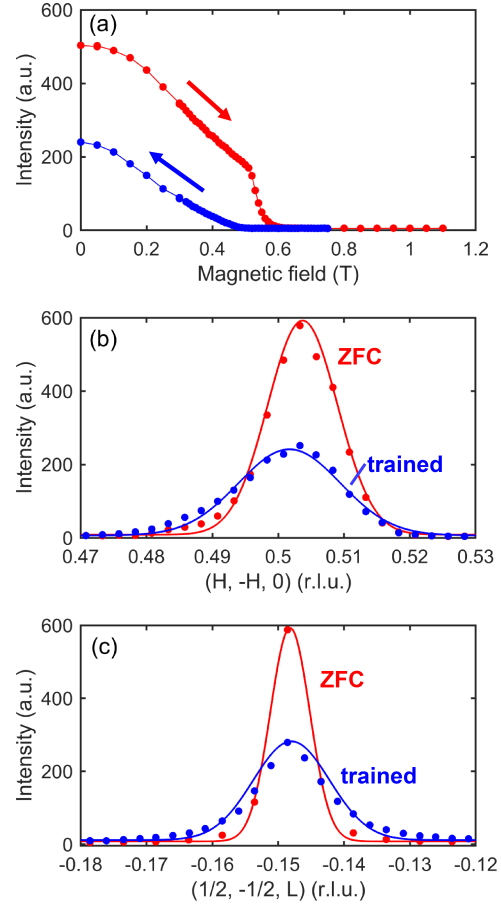 (a)
600
400
200
0
Intensity (a.u.)
0 0.2 0.4 0.6 0.8 1 1.2
Magnetic field (T)
(b)
600
400
200
0
Intensity (a.u.)
ZFC
trained
0.47 0.48 0.49 0.5 0.51 0.52 0.53
(H, -H, 0) (r.l.u.)
(c)
600
400
200
0
Intensity (a.u.)
ZFC
trained
-0.18 -0.17 -0.16 -0.15 -0.14 -0.13 -0.12
(1/2, -1/2, L) (r.l.u.)